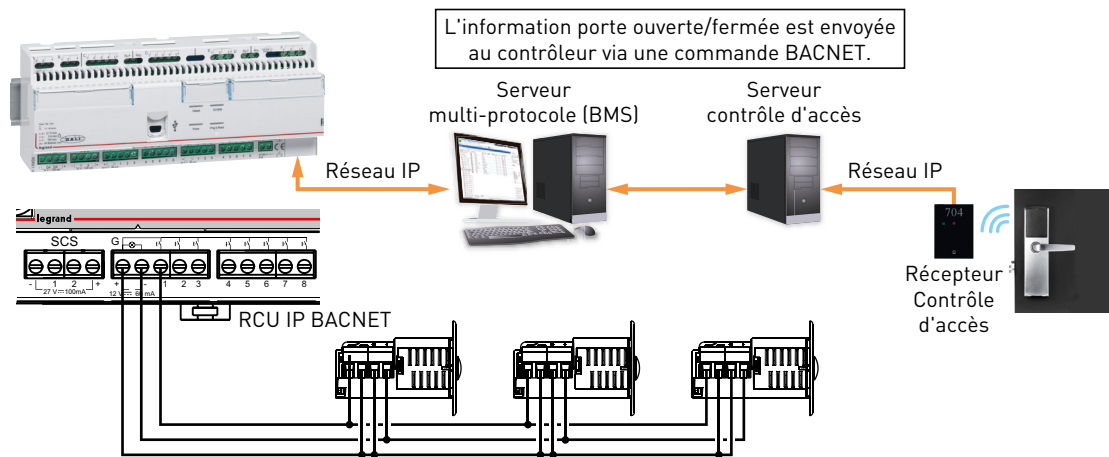 L'information porte ouverte/fermée est envoyée
au contrôleur via une commande BACNET.
Serveur
multi-protocole (BMS)
Serveur
contrôle d'accès
Réseau IP
Réseau IP
704
Récepteur
Contrôle
d'accès
legrand
SCS
G
- 1 2 +
27 V 100mA
+ - 1 2 3
4 5 6 7 8
RCU IP BACNET